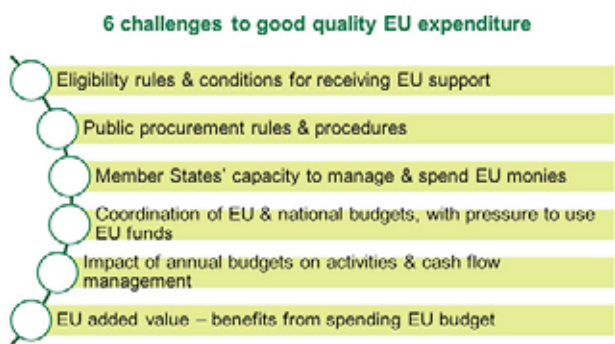 6 challenges to good quality EU expenditure
Eligibility rules & conditions for receiving EU support
Public procurement rules & procedures
Member States' capacity to manage & spend EU monies
Coordination of EU & national budgets, with pressure to use
EU funds
Impact of annual budgets on activities & cash flow
management
EU added value – benefits from spending EU budget